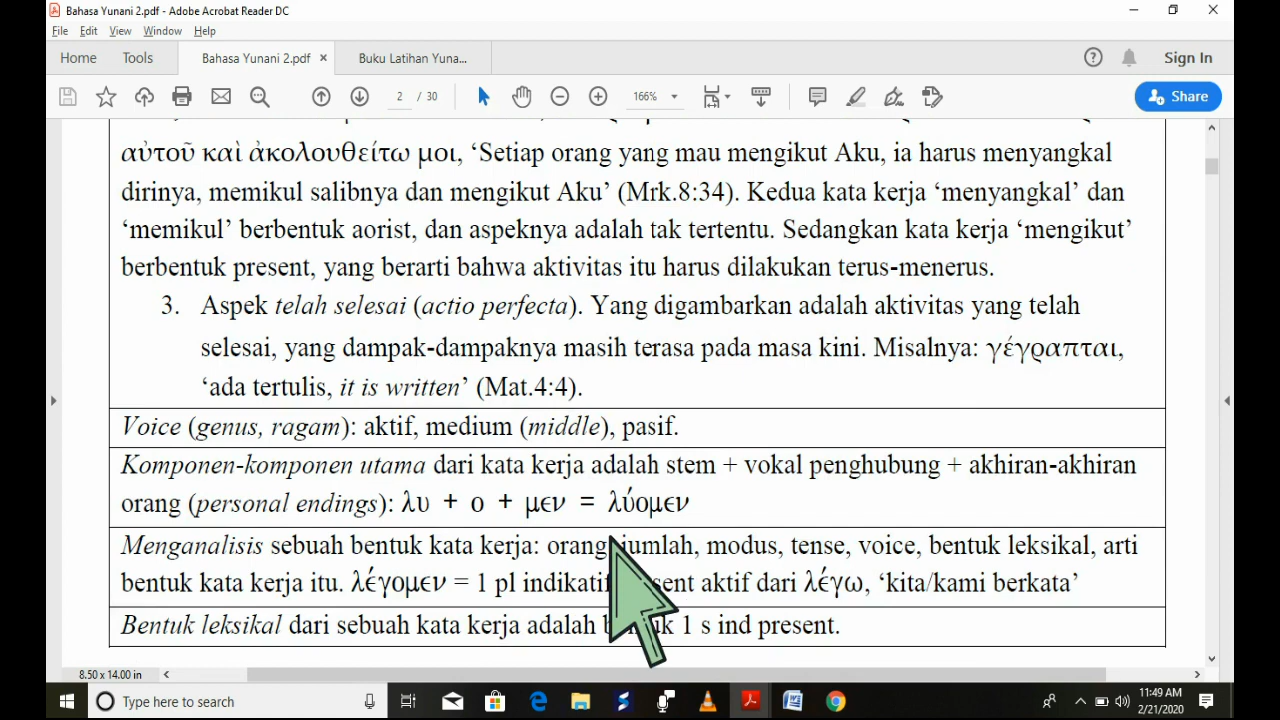 Bahasa Yunani 2.pdf - Adobe Acrobat Reader DC
File Edit View Window Help
Home Tools Bahasa Yunani 2.pdf × Buku Latihan Yuna... Sign In
2 / 30 166% Share
αὐτοῦ καὶ ἀκολουθείτω μοι, ‘Setiap orang yang mau mengikut Aku, ia harus menyangkal
dirinya, memikul salibnya dan mengikut Aku’ (Mrk.8:34). Kedua kata kerja ‘menyangkal’ dan
‘memikul’ berbentuk aorist, dan aspeknya adalah tak tertentu. Sedangkan kata kerja ‘mengikut’
berbentuk present, yang berarti bahwa aktivitas itu harus dilakukan terus-menerus.
3. Aspek telah selesai (actio perfecta). Yang digambarkan adalah aktivitas yang telah
selesai, yang dampak-dampaknya masih terasa pada masa kini. Misalnya: γέγραπται,
‘ada tertulis, it is written’ (Mat.4:4).
Voice (genus, ragam): aktif, medium (middle), pasif.
Komponen-komponen utama dari kata kerja adalah stem + vokal penghubung + akhiran-akhiran
orang (personal endings): λυ + ο + μεν = λύομεν
Menganalisis sebuah bentuk kata kerja: orang, jumlah, modus, tense, voice, bentuk leksikal, arti
bentuk kata kerja itu. λέγομεν = 1 pl indikatif present aktif dari λέγω, ‘kita/kami berkata’
Bentuk leksikal dari sebuah kata kerja adalah bentuk 1 s ind present.
8.50 x 14.00 in
Type here to search 11:49 AM
2/21/2020